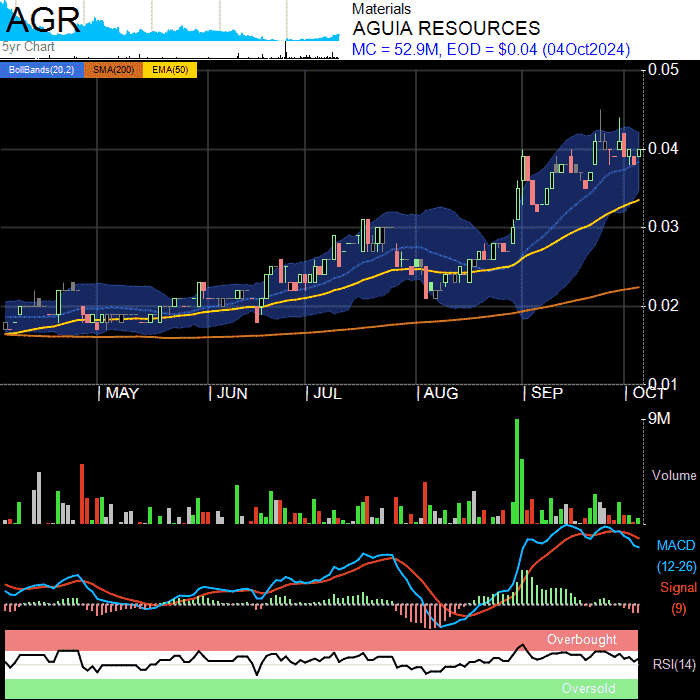 AGR
5yr Chart
Materials
AGUIA RESOURCES
MC = 52.9M, EOD = $0.04 (04Oct2024)
BollBands(20,2) SMA(200) EMA(50)
0.05
0.04
0.03
0.02
0.01
MAY JUN JUL AUG SEP OCT
9M
Volume
MACD
(12-26)
Signal
(9)
Overbought
RSI(14)
Oversold